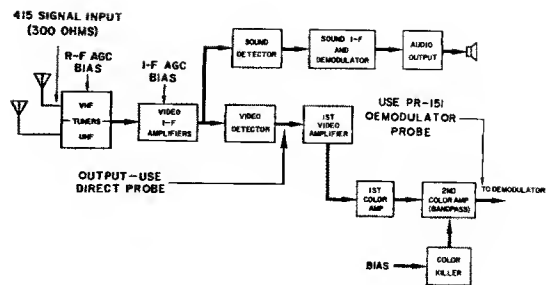 415 SIGNAL INPUT
(300 OHMS)
R-F AGC
BIAS
I-F AGC
BIAS
SOUND
DETECTOR
SOUND I-F
AND
DEMODULATOR
AUDIO
OUTPUT
VHF
TUNERS
UHF
VIDEO
I-F
AMPLIFIERS
VIDEO
DETECTOR
1ST
VIDEO
AMPLIFIER
USE PR-151
DEMODULATOR
PROBE
OUTPUT-USE
DIRECT PROBE
1ST
COLOR
AMP
2ND
COLOR AMP
(BANDPASS)
TO DEMODULATOR
BIAS
COLOR
KILLER